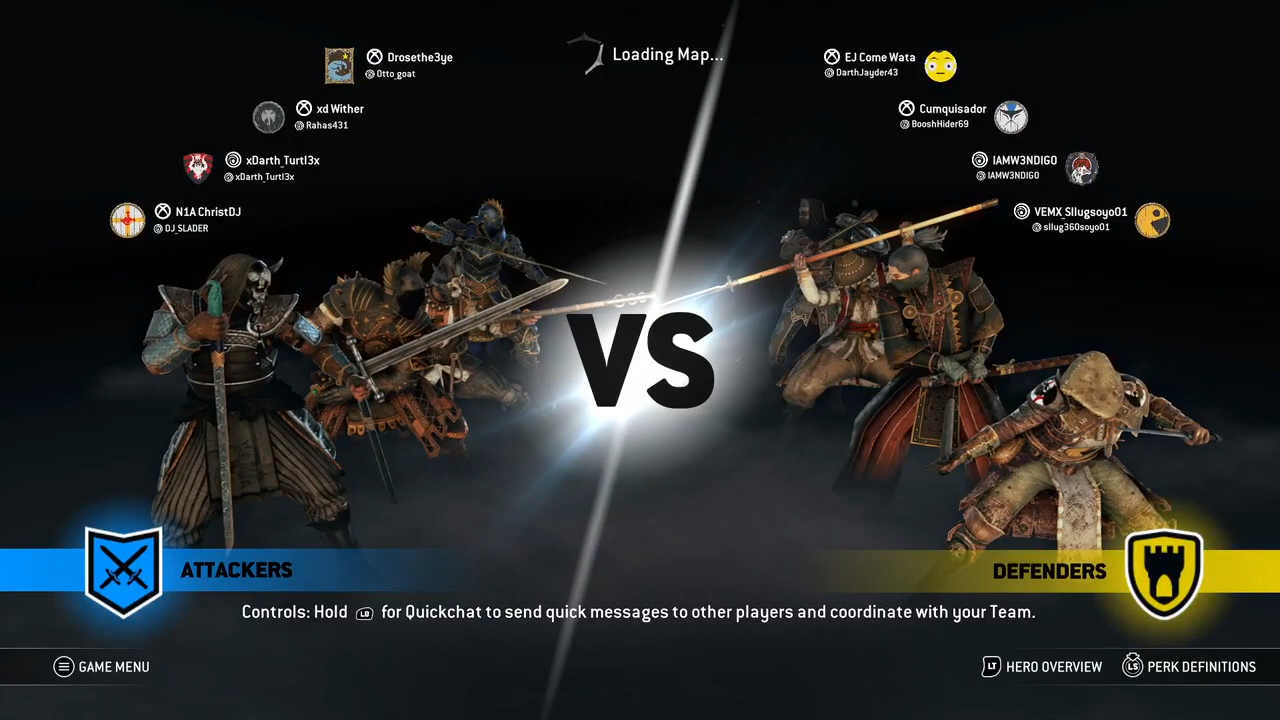 Loading Map...
Drosethe3ye
Otto_goat
xd Wither
Rahas431
xDarth_Turtl3x
xDarth_Turtl3x
N1A ChristDJ
DJ_SLADER
EJ Come Wata
DarthJayder43
Cumquisador
BooshHider69
IAMW3NDIGO
IAMW3NDIGO
VEMX_Sllugsoyo01
sllug360soyo01
VS
ATTACKERS
DEFENDERS
Controls: Hold LB for Quickchat to send quick messages to other players and coordinate with your Team.
GAME MENU
LT HERO OVERVIEW
LS PERK DEFINITIONS